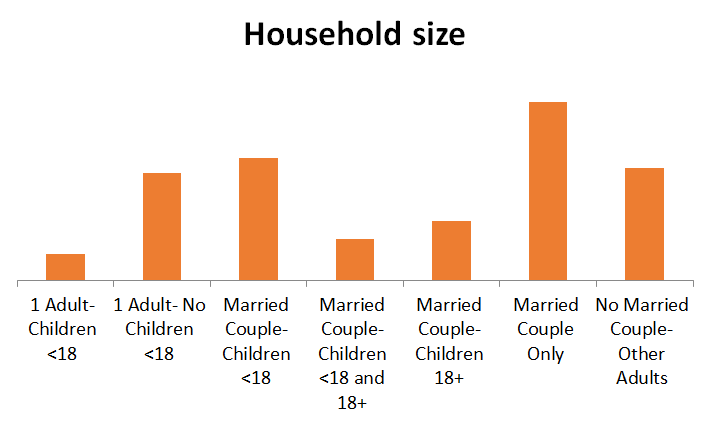 Household size
1 Adult-
Children
<18
1 Adult- No
Children
<18
Married
Couple-
Children
<18
Married
Couple-
Children
<18 and
18+
Married
Couple-
Children
18+
Married
Couple
Only
No Married
Couple-
Other
Adults